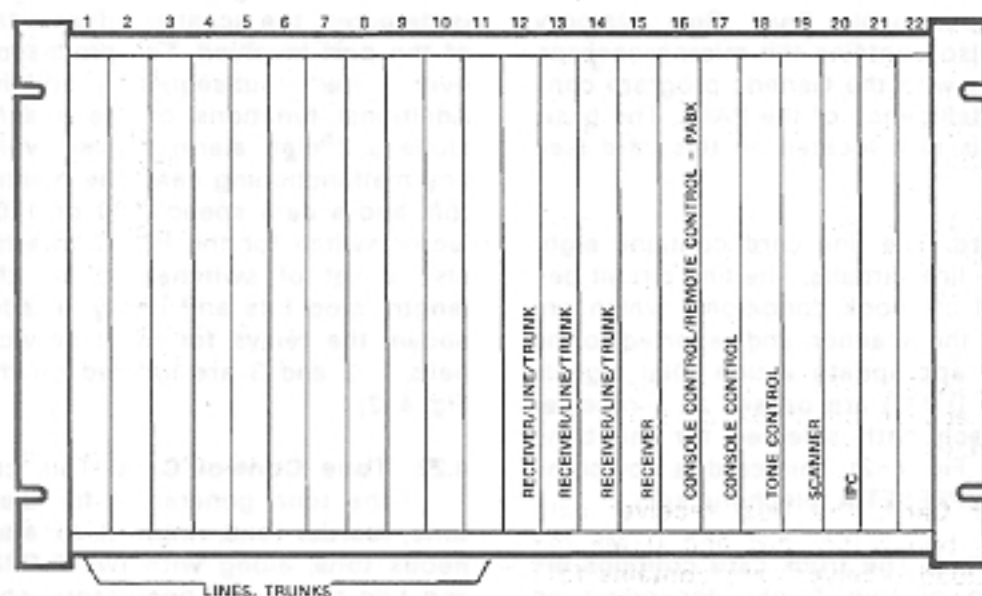 1 2 3 4 5 6 7 8 9 10 11 12 13 14 15 16 17 18 19 20 21 22
RECEIVER/LINE/TRUNK
RECEIVER/LINE/TRUNK
RECEIVER/LINE/TRUNK
RECEIVER
CONSOLE CONTROL/REMOTE CONTROL - PABX
CONSOLE CONTROL
TONE CONTROL
SCANNER
IPC
LINES, TRUNKS